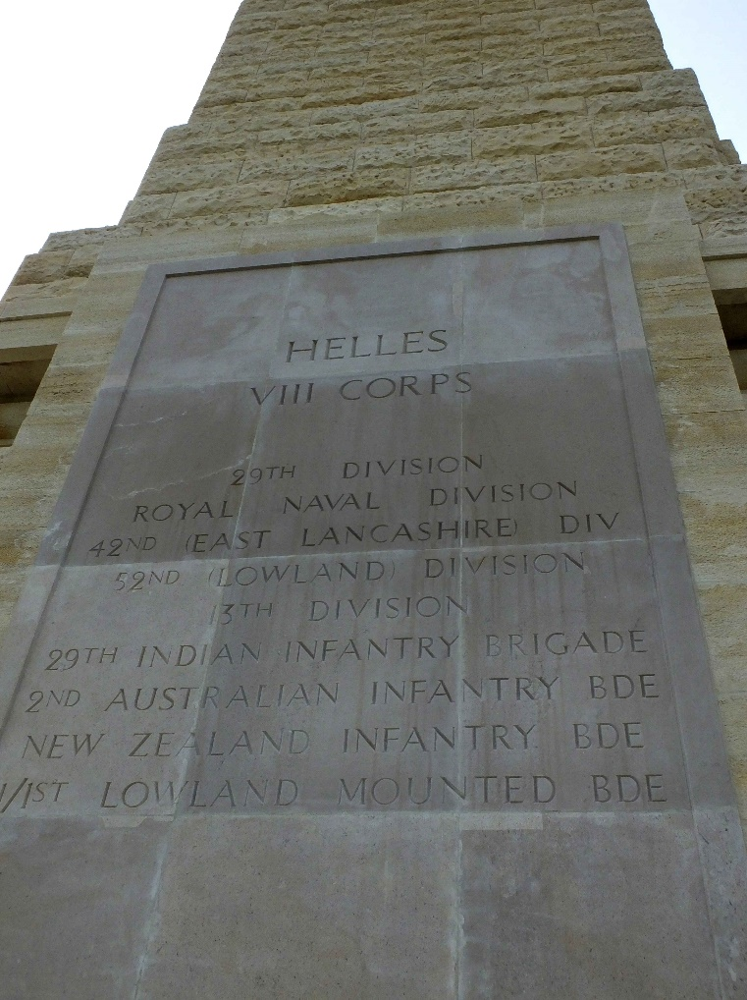 HELLES
VIII CORPS
29TH DIVISION
ROYAL NAVAL DIVISION
42ND (EAST LANCASHIRE) DIV
52ND (LOWLAND) DIVISION
13TH DIVISION
29TH INDIAN INFANTRY BRIGADE
2ND AUSTRALIAN INFANTRY BDE
NEW ZEALAND INFANTRY BDE
1/1ST LOWLAND MOUNTED BDE